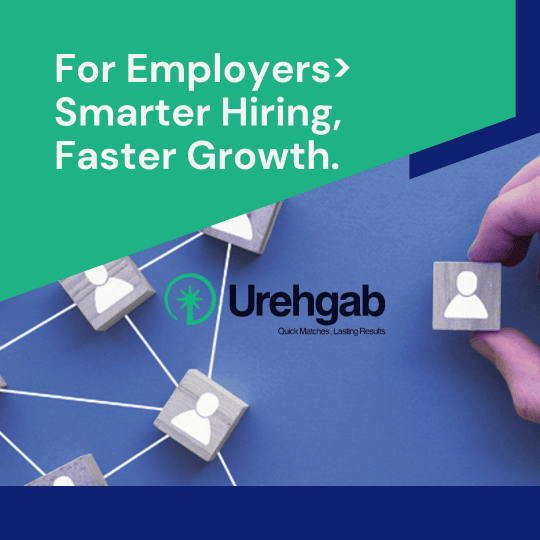 For Employers>
Smarter Hiring,
Faster Growth.
Urehgab
Quick Matches, Lasting Results